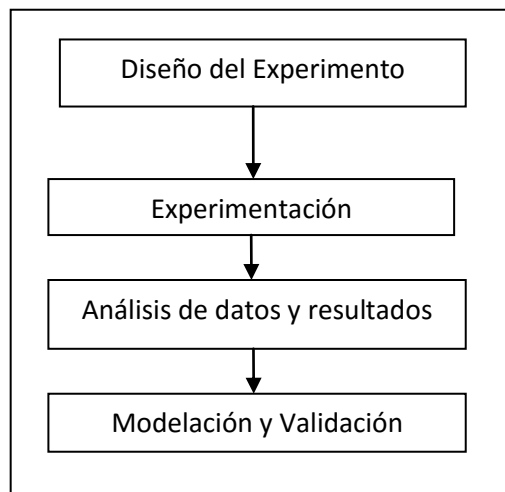 Diseño del Experimento
Experimentación
Análisis de datos y resultados
Modelación y Validación